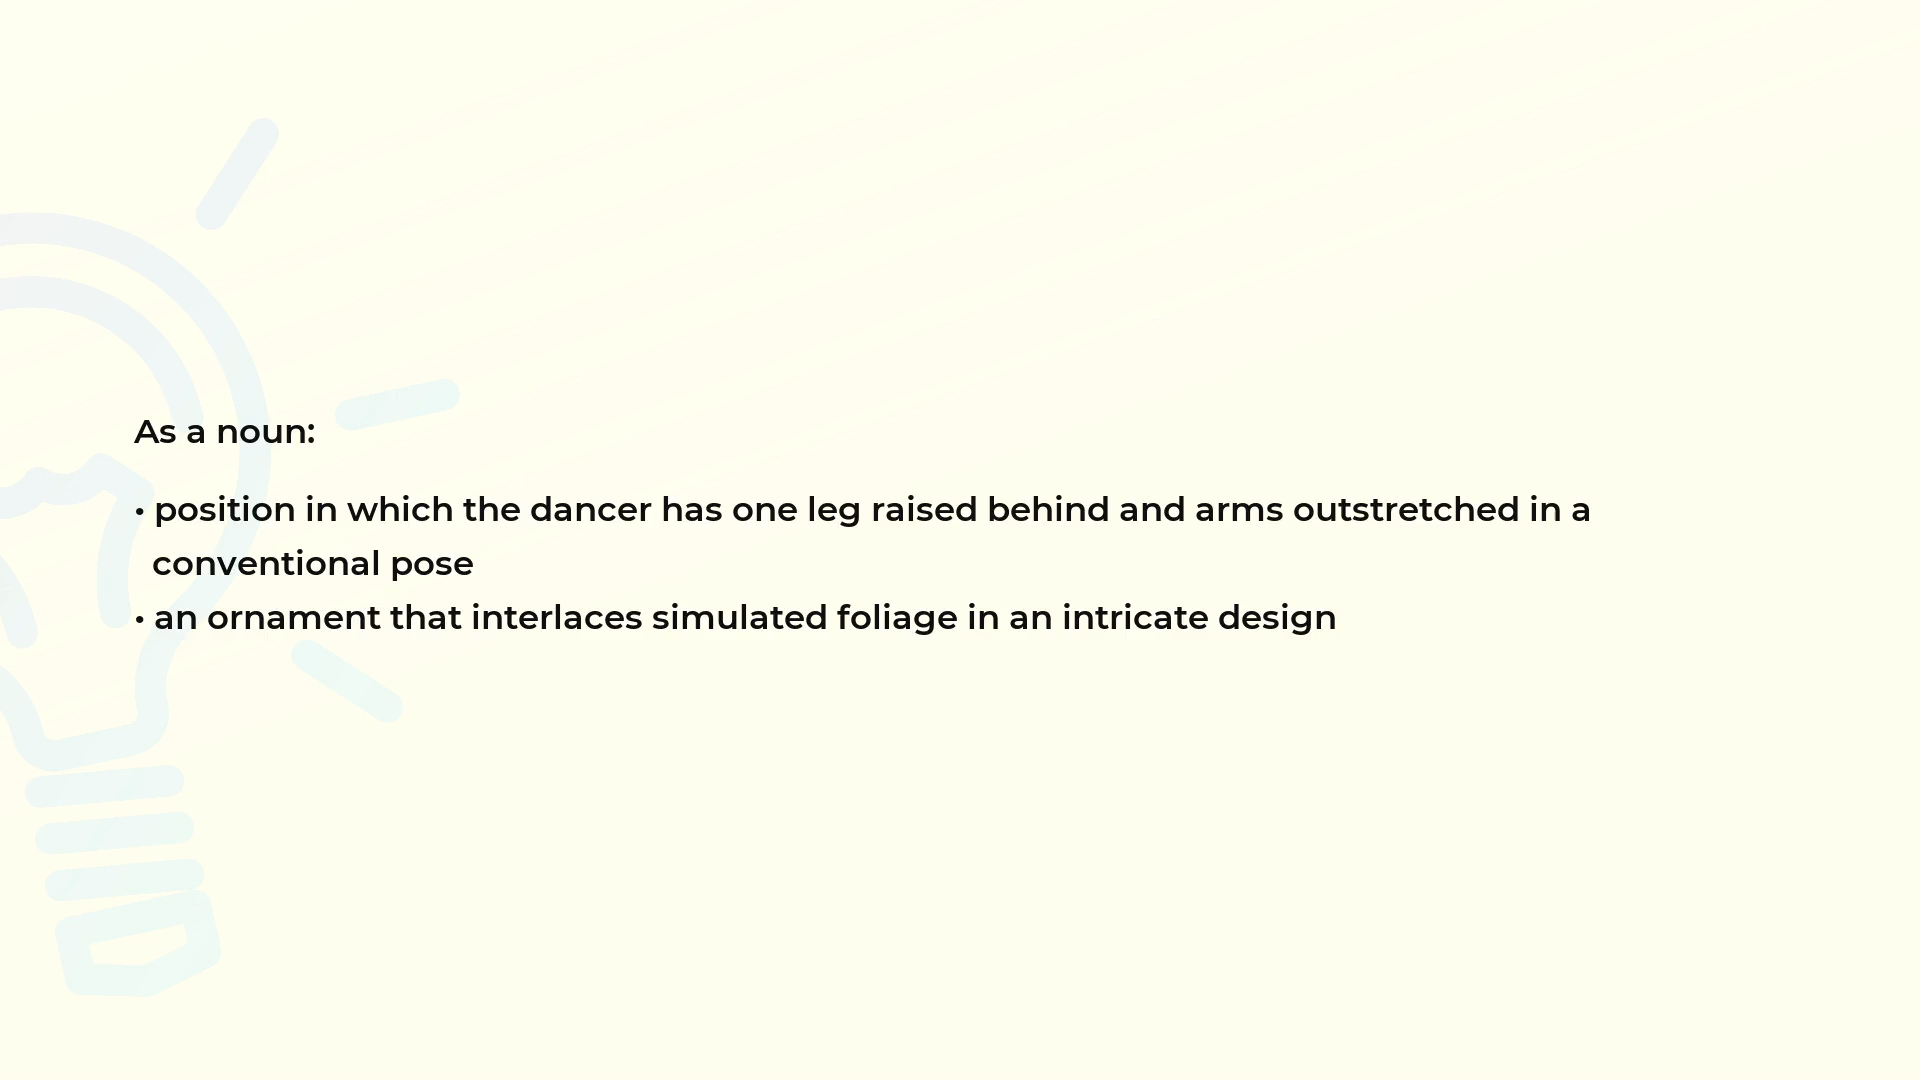 As a noun:
• position in which the dancer has one leg raised behind and arms outstretched in a
conventional pose
• an ornament that interlaces simulated foliage in an intricate design